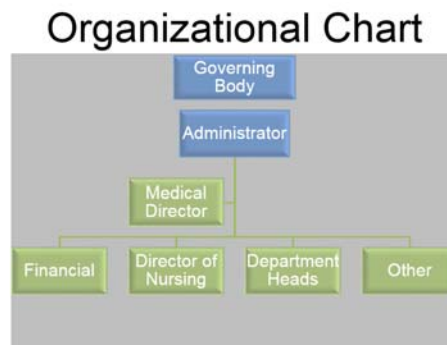 Organizational Chart
Governing
Body
Administrator
Medical
Director
Financial
Director of
Nursing
Department
Heads
Other